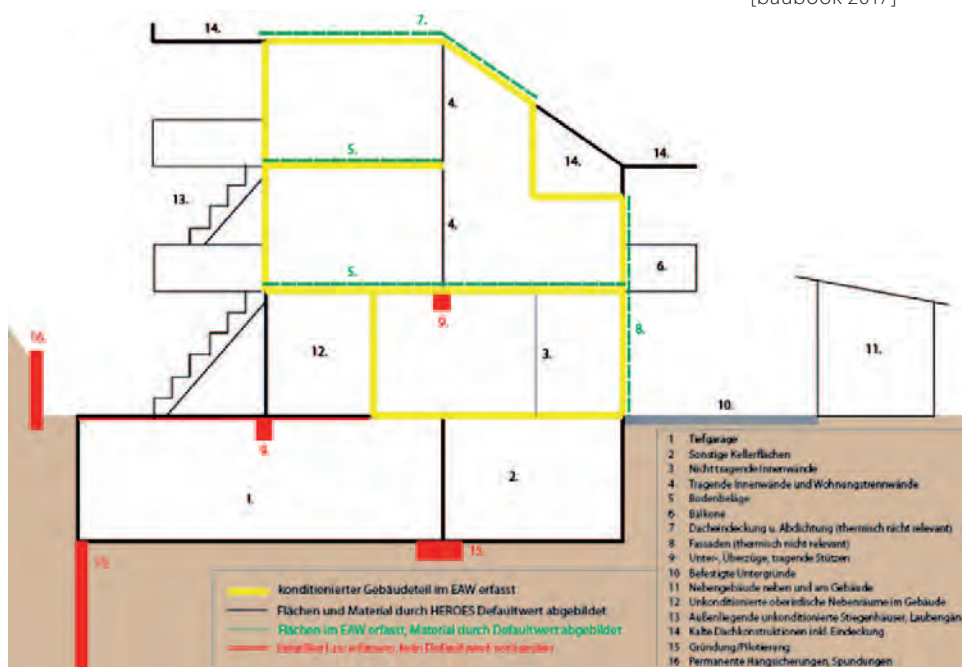 [baubook 2017]
14.
7.
4.
5.
14.
14.
13.
4.
5.
6.
9.
8.
16.
12.
3.
11.
10.
9.
1.
2.
15.
1 Tiefgarage
2 Sonstige Kellerflächen
3 Nichttragende Innenwände
4 Tragende Innenwände und Wohnungstrennwände
5 Bodenbeläge
6 Balkone
7 Dacheindeckung u. Abdichtung (thermisch nicht relevant)
8 Fassaden (thermisch nicht relevant)
9 Unter-, Überzüge, tragende Stützen
10 Befestigte Untergründe
11 Nebengebäude neben und am Gebäude
12 Unkonditionierte oberirdische Nebenräume im Gebäude
13 Außenliegende unkonditionierte Stiegenhäuser, Laubengän
14 Kalte Dachkonstruktionen inkl. Eindeckung
15 Gründung/Pilotierung
16 Permanente Hangsicherungen, Spundungen
konditionierter Gebäudeteil im EAW erfasst
Flächen und Material durch HEROES Defaultwert abgebildet
Flächen im EAW erfasst, Material durch Defaultwert abgebildet